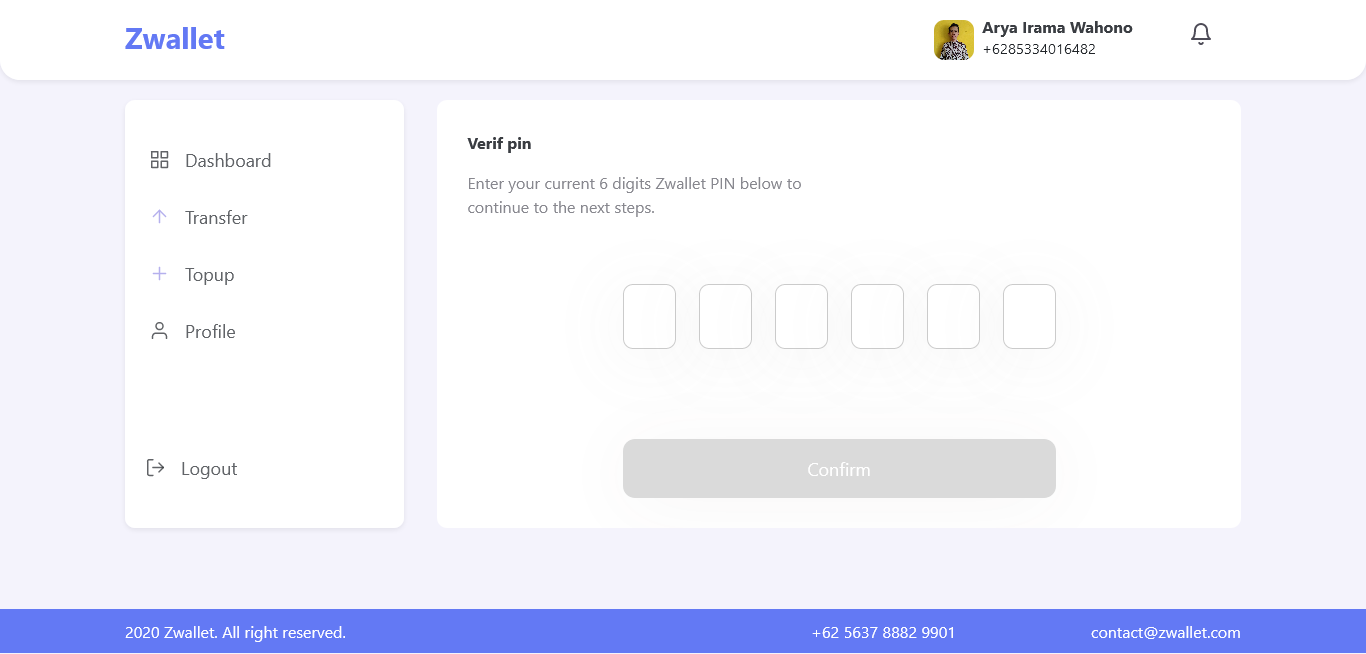 Zwallet
Arya Irama Wahono
+6285334016482
Dashboard
Transfer
Topup
Profile
Logout
Verif pin
Enter your current 6 digits Zwallet PIN below to
continue to the next steps.
Confirm
2020 Zwallet. All right reserved.
+62 5637 8882 9901
contact@zwallet.com